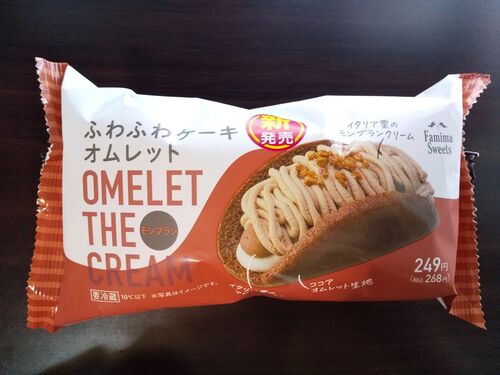 ふわふわケーキ
オムレット
OMELET
THE
CREAM
モンブラン
新
発売
イタリア栗の
モンブランクリーム
Famima
Sweets
ココア
オムレット生地
249円
(税込268円)
要冷蔵 10℃以下 ※写真はイメージです。